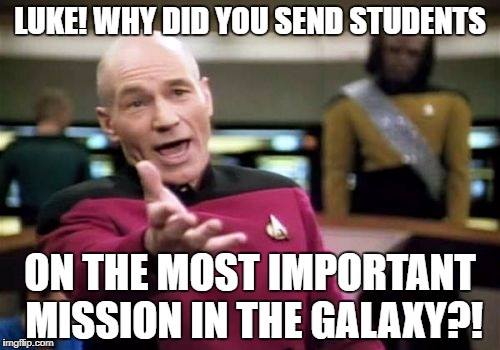 LUKE! WHY DID YOU SEND STUDENTS
ON THE MOST IMPORTANT
MISSION IN THE GALAXY?!
imgflip.com